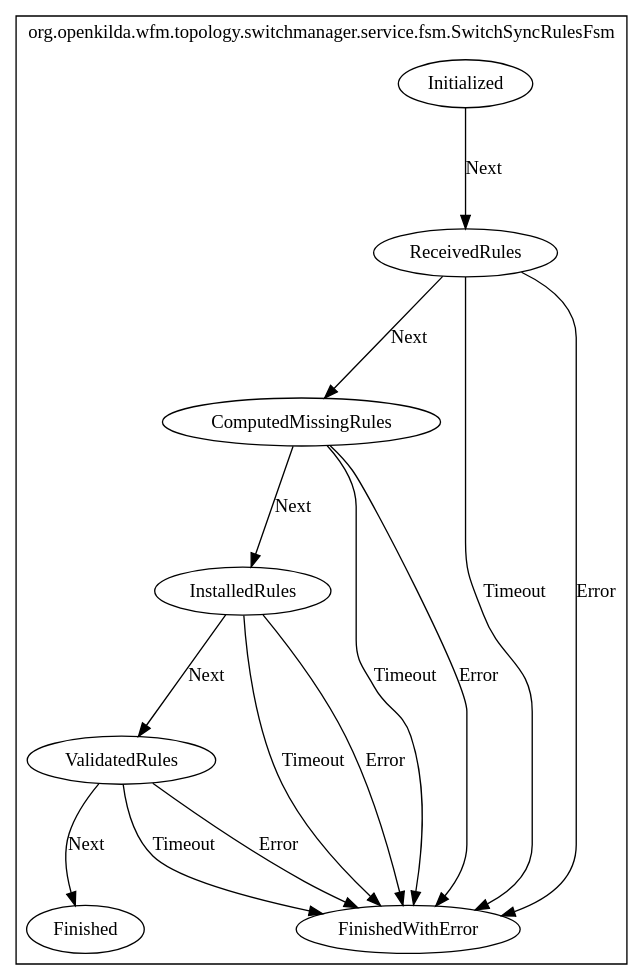 org.openkilda.wfm.topology.switchmanager.service.fsm.SwitchSyncRulesFsm
Initialized
Next
ReceivedRules
Next
ComputedMissingRules
Next
InstalledRules
Timeout
Error
Next
Timeout
Error
ValidatedRules
Timeout
Error
Next
Timeout
Error
Finished
FinishedWithError